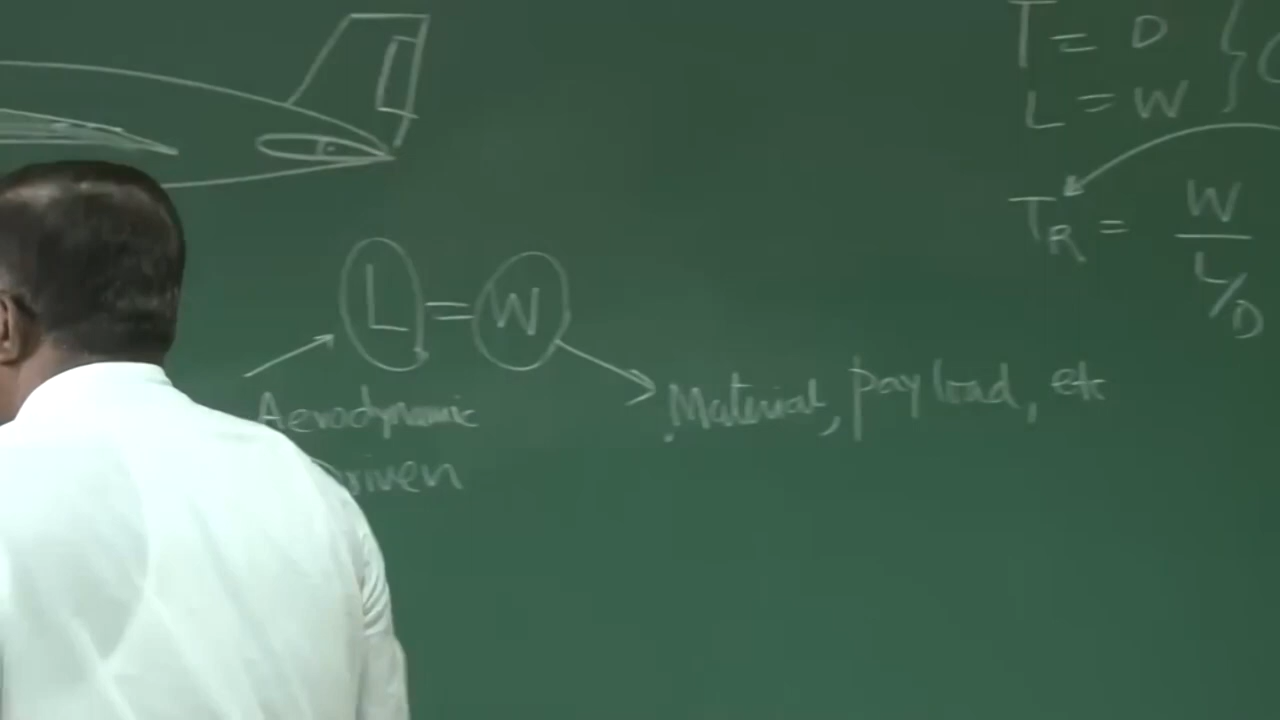 T = D
L = W
T_R = W / L/D
L = W
Aerodynamic
Driven
Material, payload, etc